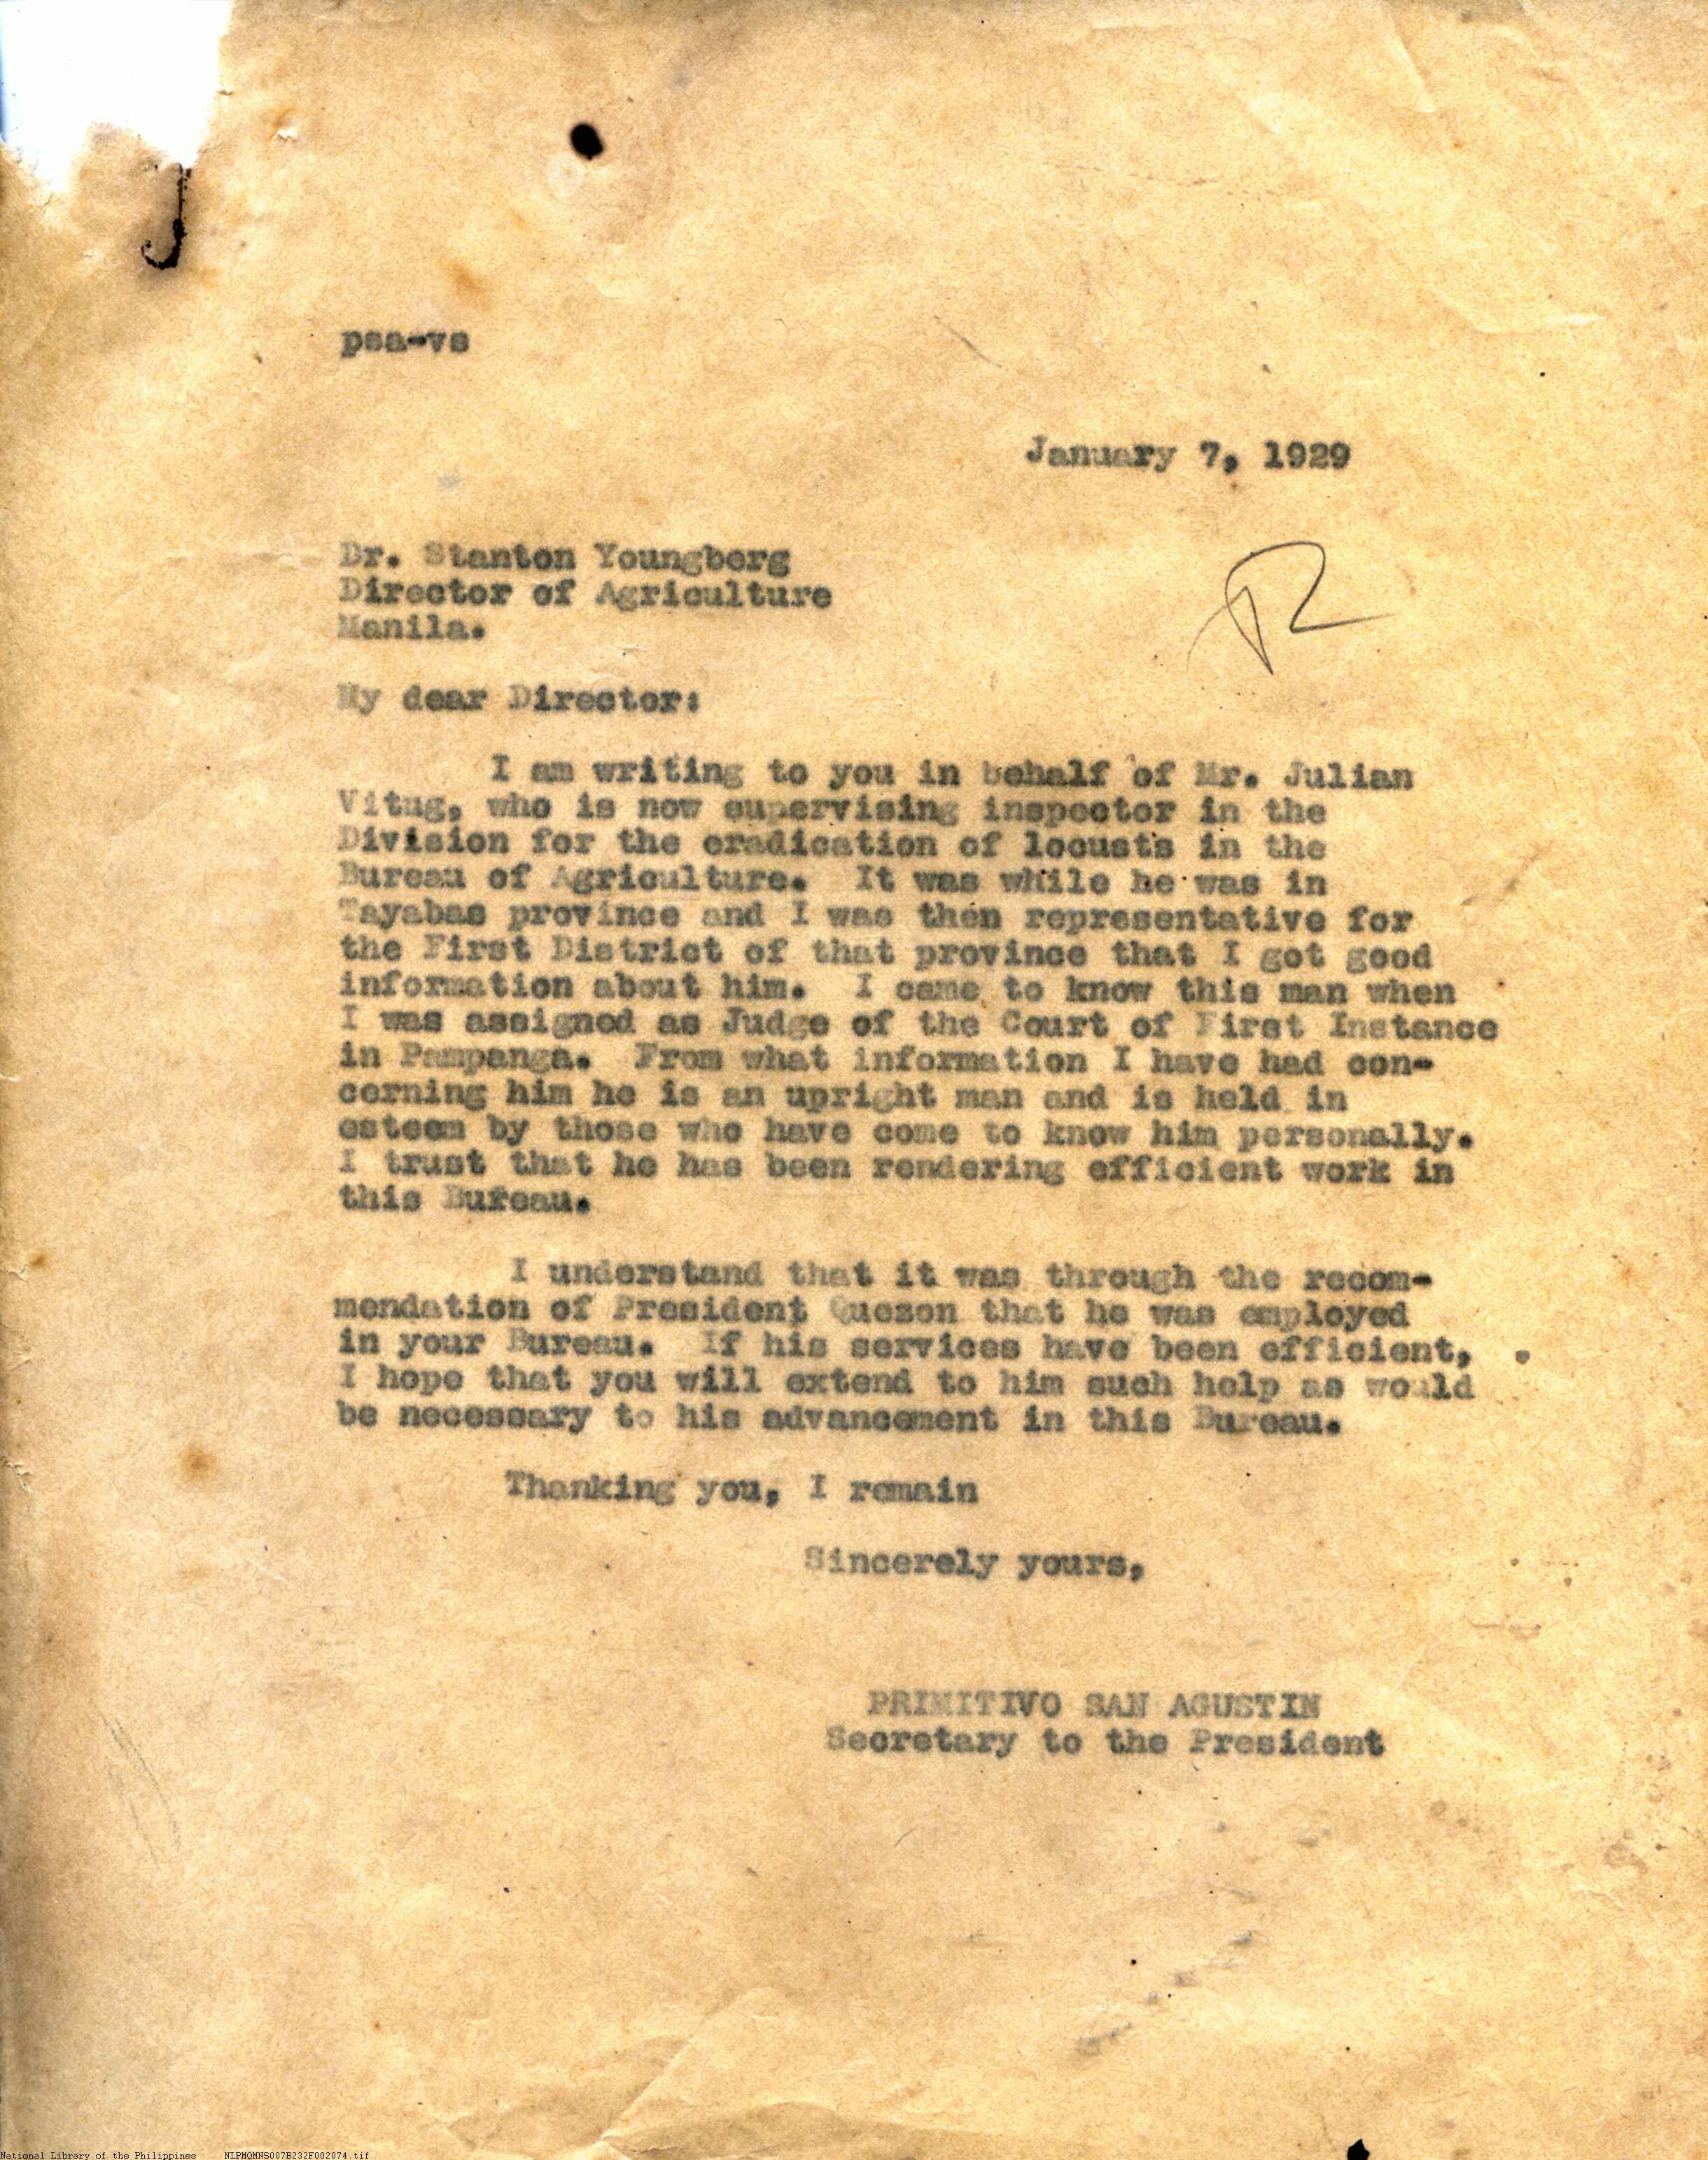 psa-vs
January 7, 1929
Dr. Stanton Youngberg
Director of Agriculture
Manila.
My dear Director:
I am writing to you in behalf of Mr. Julian
Vitug, who is now supervising inspector in the
Division for the eradication of locusts in the
Bureau of Agriculture. It was while he was in
Tayabas province and I was then representative for
the First District of that province that I got good
information about him. I came to know this man when
I was assigned as Judge of the Court of First Instance
in Pampanga. From what information I have had con-
cerning him he is an upright man and is held in
esteem by those who have come to know him personally.
I trust that he has been rendering efficient work in
this Bureau.
I understand that it was through the recom-
mendation of President Quezon that he was employed
in your Bureau. If his services have been efficient,
I hope that you will extend to him such help as would
be necessary to his advancement in this Bureau.
Thanking you, I remain
Sincerely yours,
PRIMITIVO SAN AGUSTIN
Secretary to the President
National Library of the Philippines NLPMQMNS007B232F002074.tif